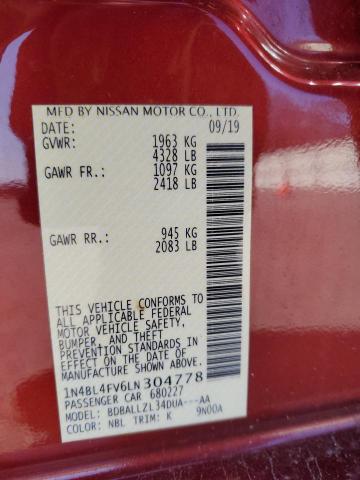 MFD BY NISSAN MOTOR CO., LTD.
DATE: 09/19
GVWR: 1963 KG
4328 LB
GAWR FR.: 1097 KG
2418 LB
GAWR RR.: 945 KG
2083 LB
THIS VEHICLE CONFORMS TO
ALL APPLICABLE FEDERAL
MOTOR VEHICLE SAFETY,
BUMPER, AND THEFT
PREVENTION STANDARDS IN
EFFECT ON THE DATE OF
MANUFACTURE SHOWN ABOVE.
1N4BL4FV6LN304778
PASSENGER CAR 680227
MODEL: BDBALLZL34DUA---AA
COLOR: NBL TRIM: K 9N00A